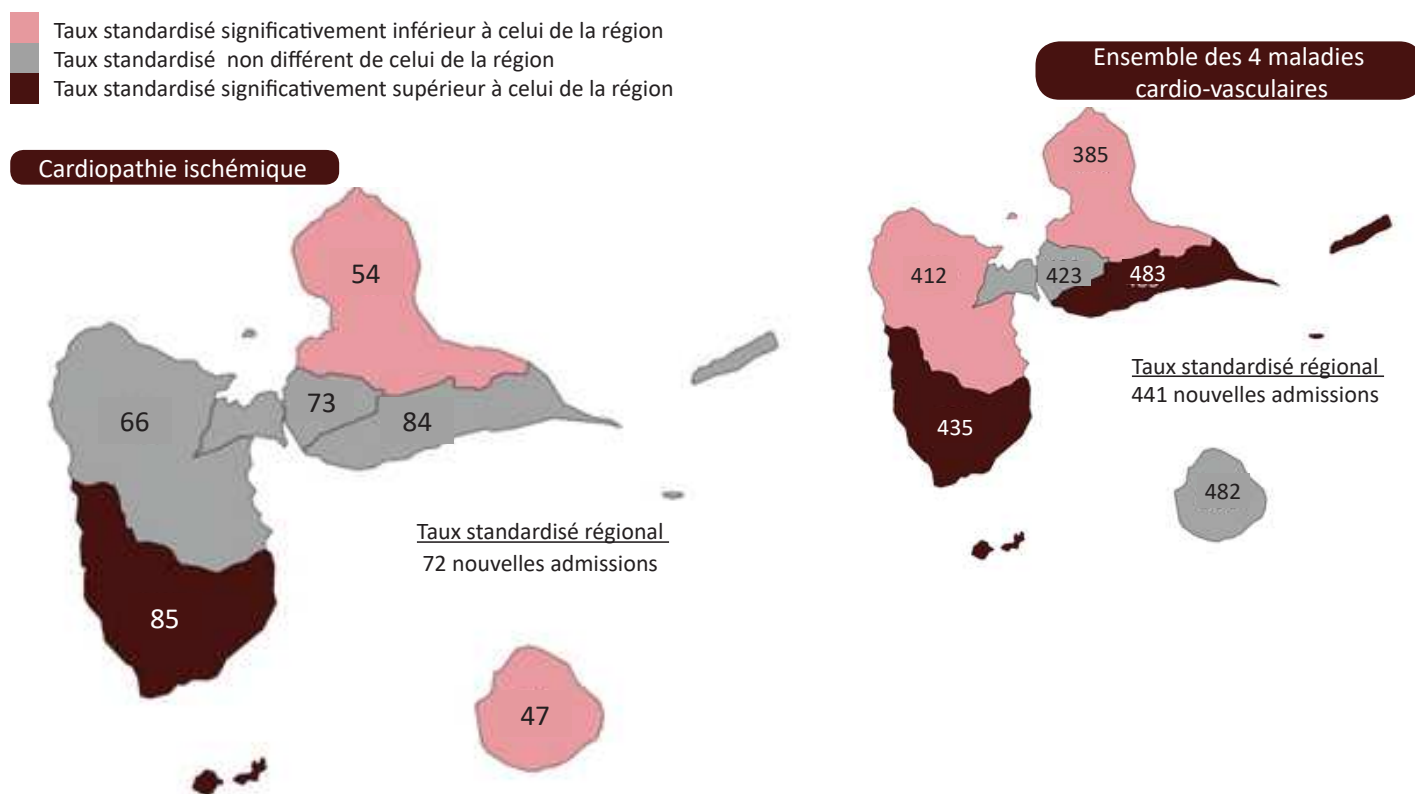 Taux standardisé significativement inférieur à celui de la région
Taux standardisé non différent de celui de la région
Taux standardisé significativement supérieur à celui de la région
Cardiopathie ischémique
54
66
73
84
85
47
Taux standardisé régional
72 nouvelles admissions
Ensemble des 4 maladies
cardio-vasculaires
385
412
423
483
435
482
Taux standardisé régional
441 nouvelles admissions